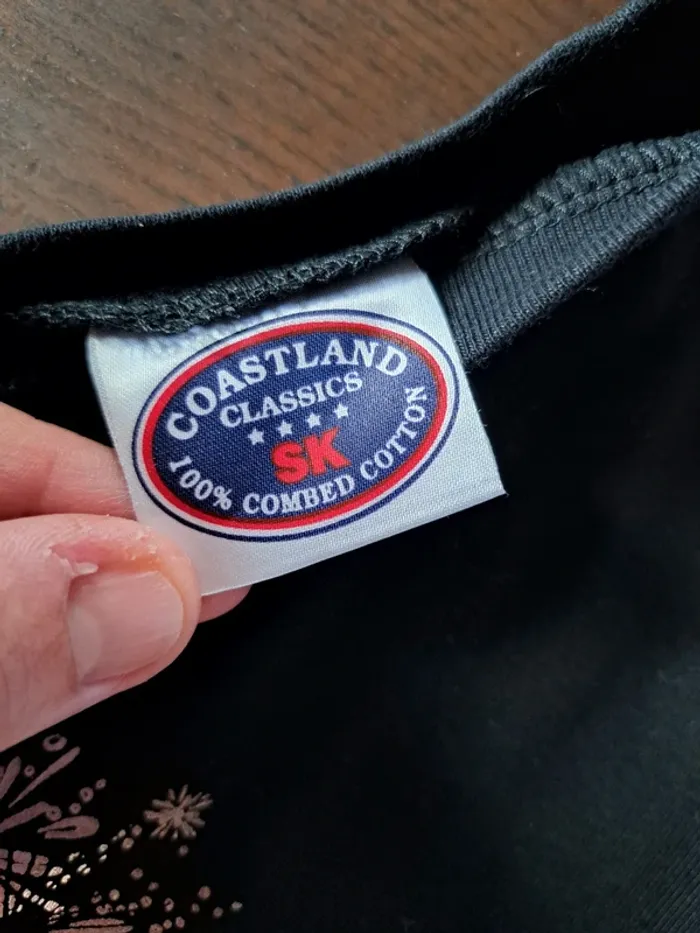 COASTLAND
CLASSICS
SK
100% COMBED COTTON